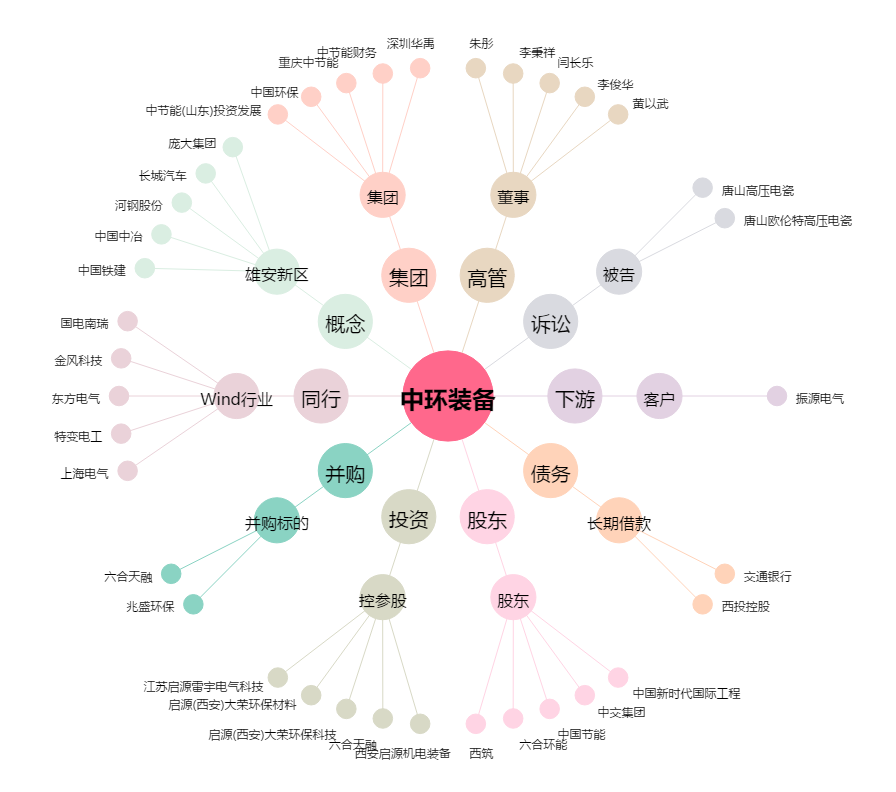 深圳华禹
朱彤
中节能财务
李秉祥
重庆中节能
闫长乐
中国环保
李俊华
中节能(山东)投资发展
黄以武
庞大集团
长城汽车
河钢股份
中国中冶
中国铁建
集团
董事
唐山高压电瓷
唐山欧伦特高压电瓷
雄安新区
集团
高管
被告
概念
诉讼
国电南瑞
金风科技
东方电气
特变电工
上海电气
Wind行业
同行
中环装备
下游
客户
振源电气
并购
债务
并购标的
投资
股东
长期借款
六合天融
兆盛环保
交通银行
西投控股
控参股
股东
江苏启源雷宇电气科技
启源(西安)大荣环保材料
启源(西安)大荣环保科技
六合天融
西安启源机电装备
西筑
六合环能
中国节能
中交集团
中国新时代国际工程